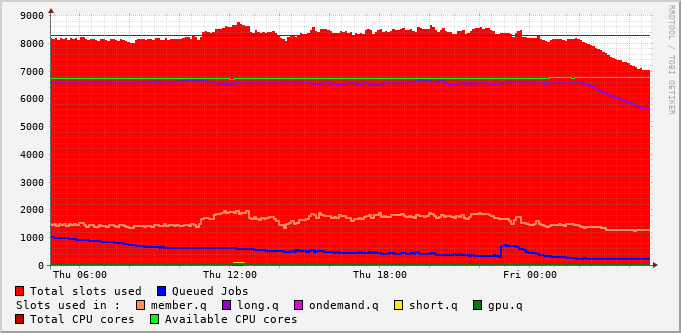 9000
8000
7000
6000
5000
4000
3000
2000
1000
0
Thu 06:00 Thu 12:00 Thu 18:00 Fri 00:00
RRDTOOL / TOBI OETIKER
Total slots used Queued Jobs
Slots used in : member.q long.q ondemand.q short.q gpu.q
Total CPU cores Available CPU cores